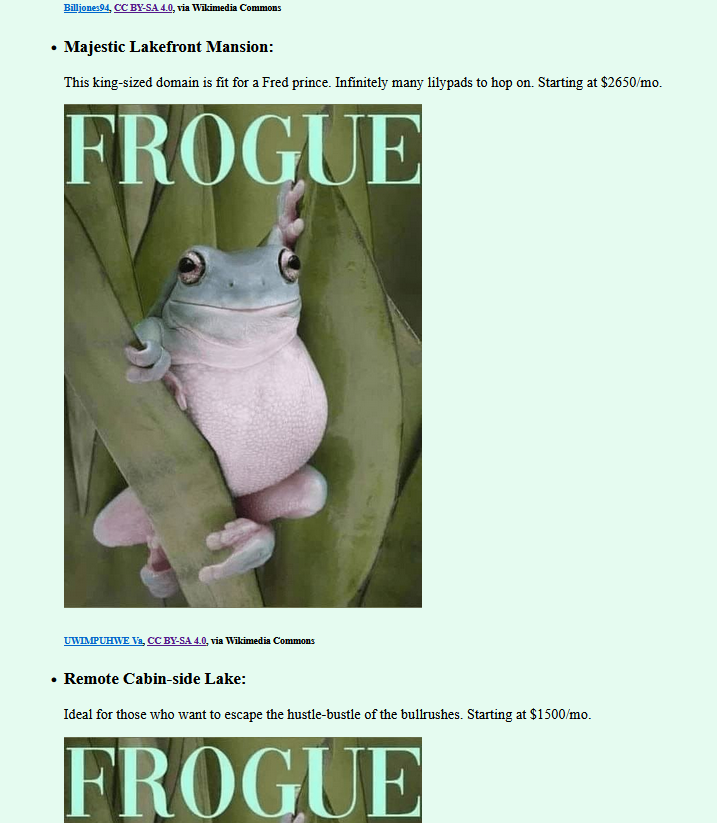 Billjones94, CC BY-SA 4.0, via Wikimedia Commons
• Majestic Lakefront Mansion:
This king-sized domain is fit for a Fred prince. Infinitely many lilypads to hop on. Starting at $2650/mo.
FROGUE
UWIMPUHWE Va, CC BY-SA 4.0, via Wikimedia Commons
• Remote Cabin-side Lake:
Ideal for those who want to escape the hustle-bustle of the bullrushes. Starting at $1500/mo.
FROGUE